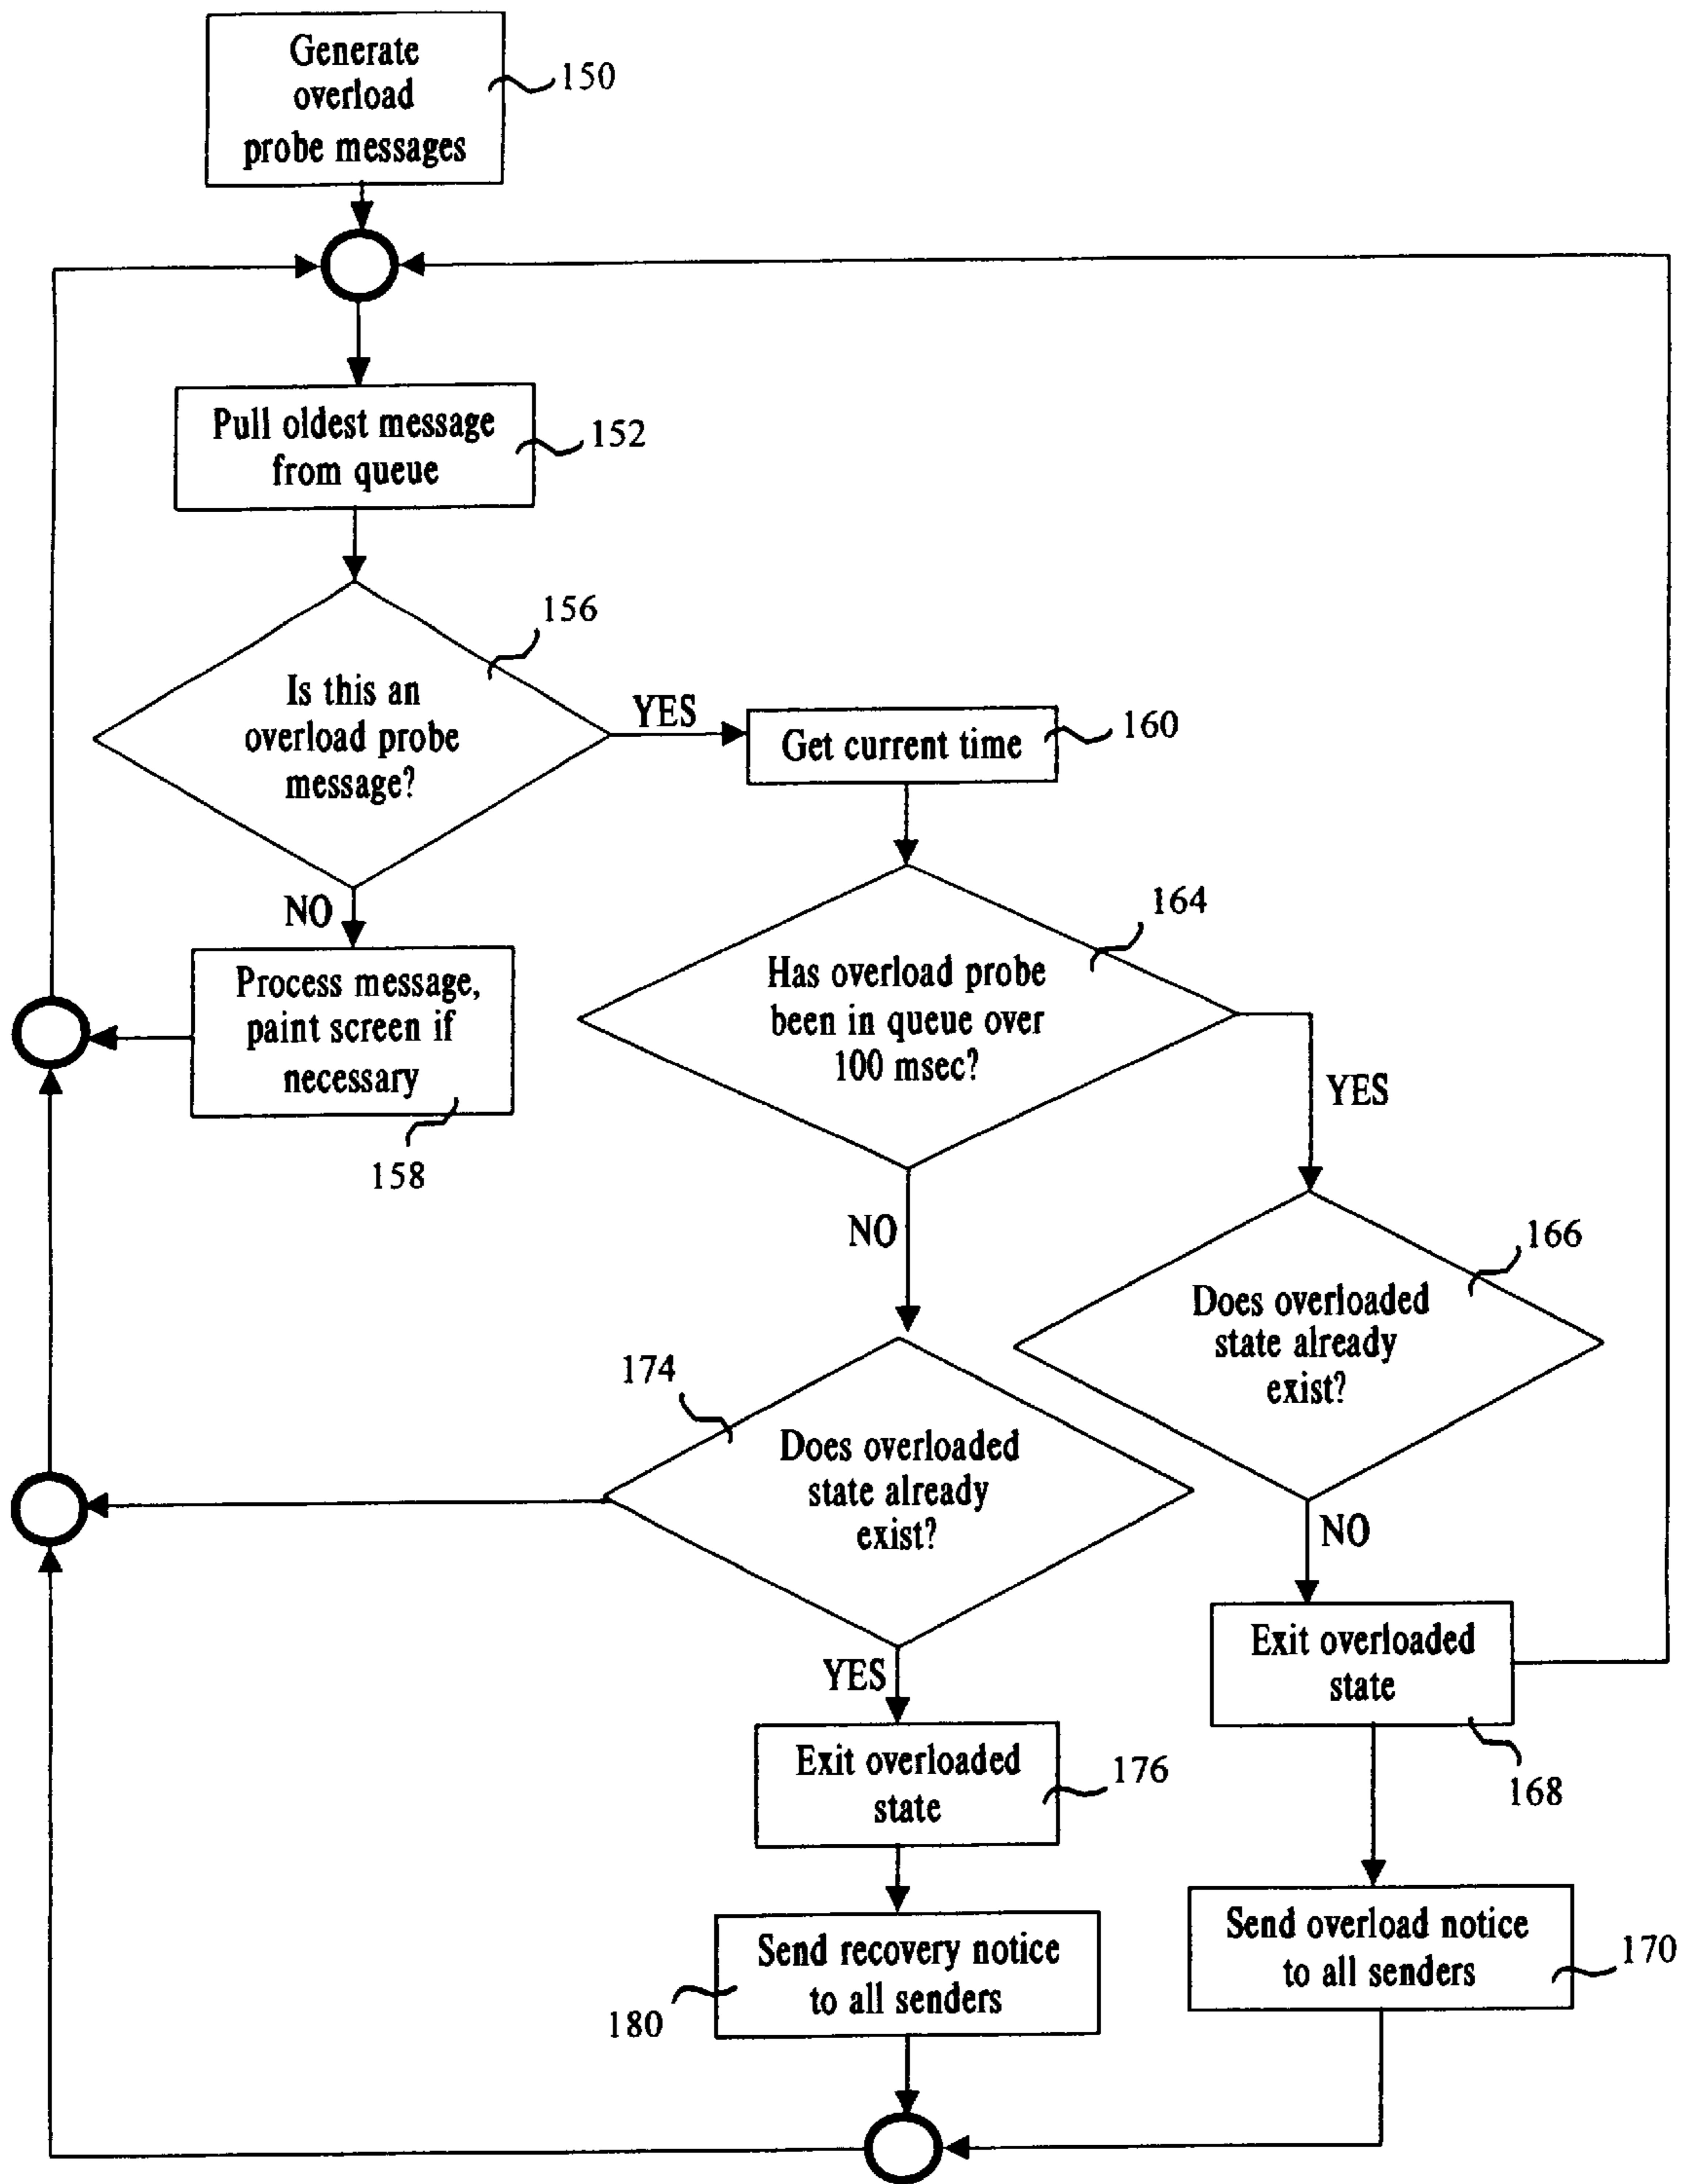 Generate
overload
probe messages
150
Pull oldest message
from queue
152
156
Is this an
overload probe
message?
YES
Get current time
160
NO
164
Process message,
paint screen if
necessary
158
Has overload probe
been in queue over
100 msec?
YES
NO
166
Does overloaded
state already
exist?
174
Does overloaded
state already
exist?
NO
YES
Exit overloaded
state
168
Exit overloaded
state
176
Send overload notice
to all senders
170
Send recovery notice
to all senders
180